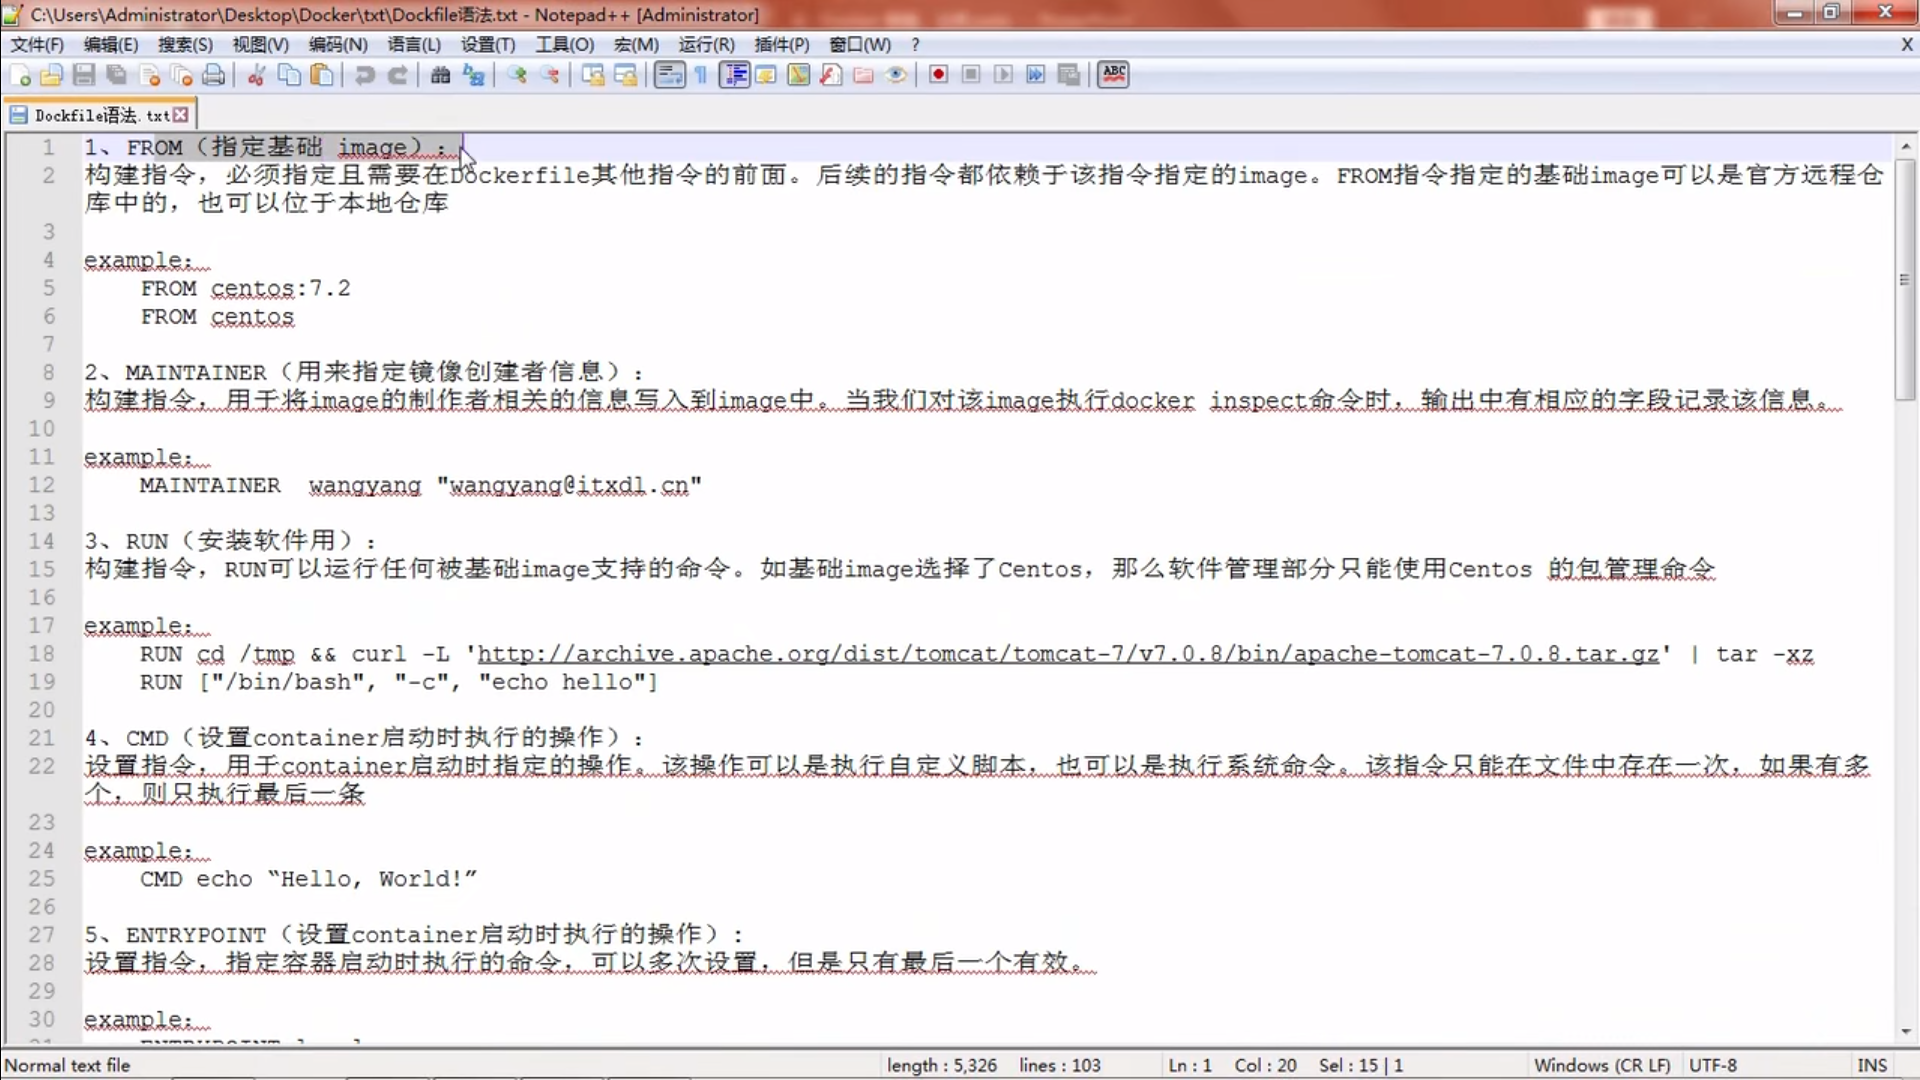 C:\Users\Administrator\Desktop\Docker\txt\Dockfile语法.txt - Notepad++ [Administrator]
文件(F) 编辑(E) 搜索(S) 视图(V) 编码(N) 语言(L) 设置(T) 工具(O) 宏(M) 运行(R) 插件(P) 窗口(W) ? X
ABC
Dockfile语法.txt
1 1、FROM（指定基础 image）：
2 构建指令，必须指定且需要在Dockerfile其他指令的前面。后续的指令都依赖于该指令指定的image。FROM指令指定的基础image可以是官方远程仓
库中的，也可以位于本地仓库
3
4 example：
5 FROM centos:7.2
6 FROM centos
7
8 2、MAINTAINER（用来指定镜像创建者信息）：
9 构建指令，用于将image的制作者相关的信息写入到image中。当我们对该image执行docker inspect命令时，输出中有相应的字段记录该信息。
10
11 example：
12 MAINTAINER  wangyang "wangyang@itxdl.cn"
13
14 3、RUN（安装软件用）：
15 构建指令，RUN可以运行任何被基础image支持的命令。如基础image选择了Centos，那么软件管理部分只能使用Centos 的包管理命令
16
17 example：
18 RUN cd /tmp && curl -L 'http://archive.apache.org/dist/tomcat/tomcat-7/v7.0.8/bin/apache-tomcat-7.0.8.tar.gz' | tar -xz
19 RUN ["/bin/bash", "-c", "echo hello"]
20
21 4、CMD（设置container启动时执行的操作）：
22 设置指令，用于container启动时指定的操作。该操作可以是执行自定义脚本，也可以是执行系统命令。该指令只能在文件中存在一次，如果有多
个，则只执行最后一条
23
24 example：
25 CMD echo “Hello, World!”
26
27 5、ENTRYPOINT（设置container启动时执行的操作）：
28 设置指令，指定容器启动时执行的命令，可以多次设置，但是只有最后一个有效。
29
30 example：
Normal text file length : 5,326 lines : 103 Ln : 1 Col : 20 Sel : 15 | 1 Windows (CR LF) UTF-8 INS